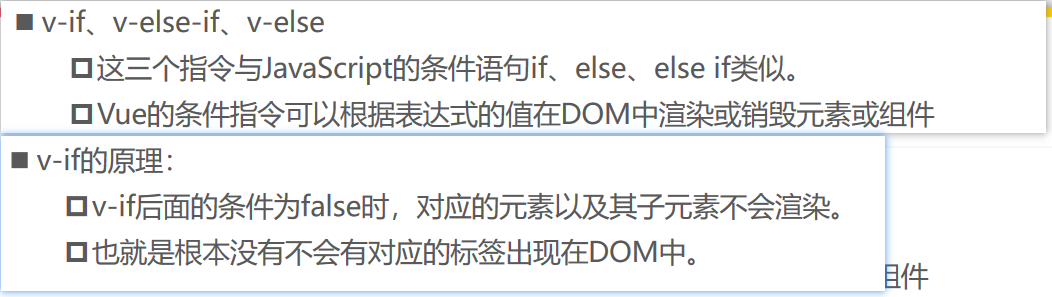 ■ v-if、v-else-if、v-else
这三个指令与JavaScript的条件语句if、else、else if类似。
Vue的条件指令可以根据表达式的值在DOM中渲染或销毁元素或组件
■ v-if的原理：
v-if后面的条件为false时，对应的元素以及其子元素不会渲染。
也就是根本没有不会有对应的标签出现在DOM中。
组件